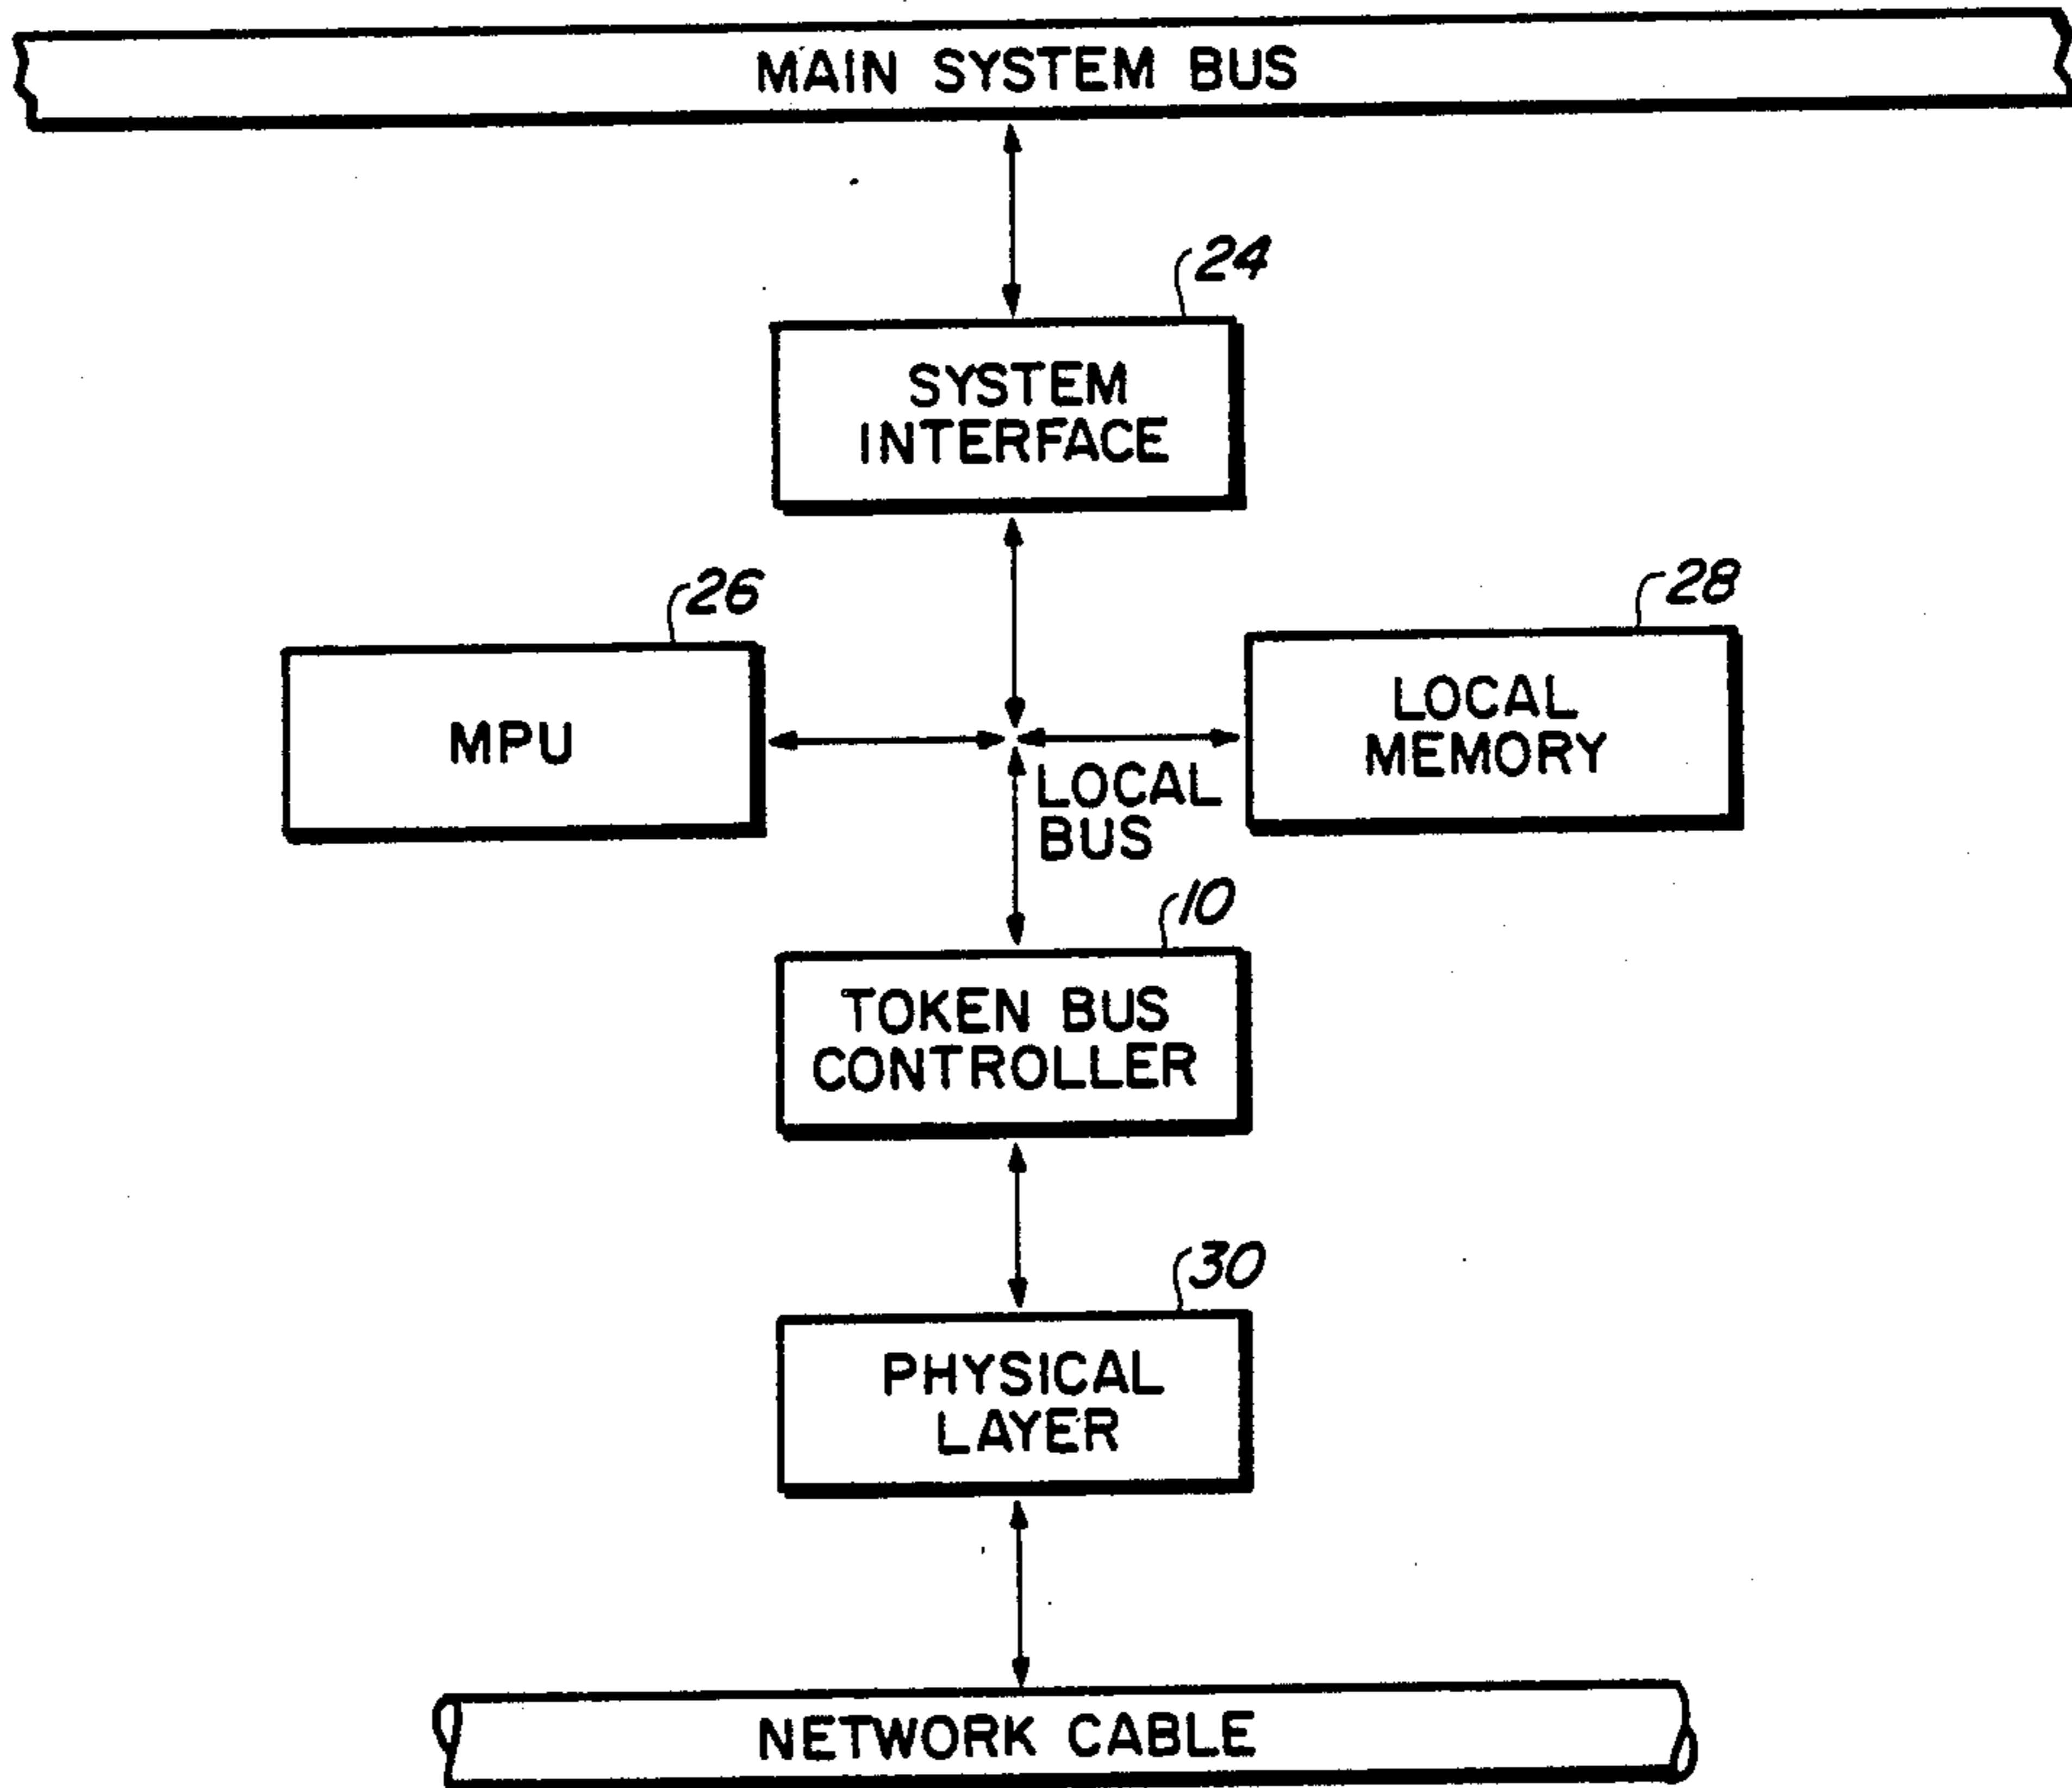 MAIN SYSTEM BUS
24
SYSTEM
INTERFACE
26
28
MPU
LOCAL
MEMORY
LOCAL
BUS
10
TOKEN BUS
CONTROLLER
30
PHYSICAL
LAYER
NETWORK CABLE